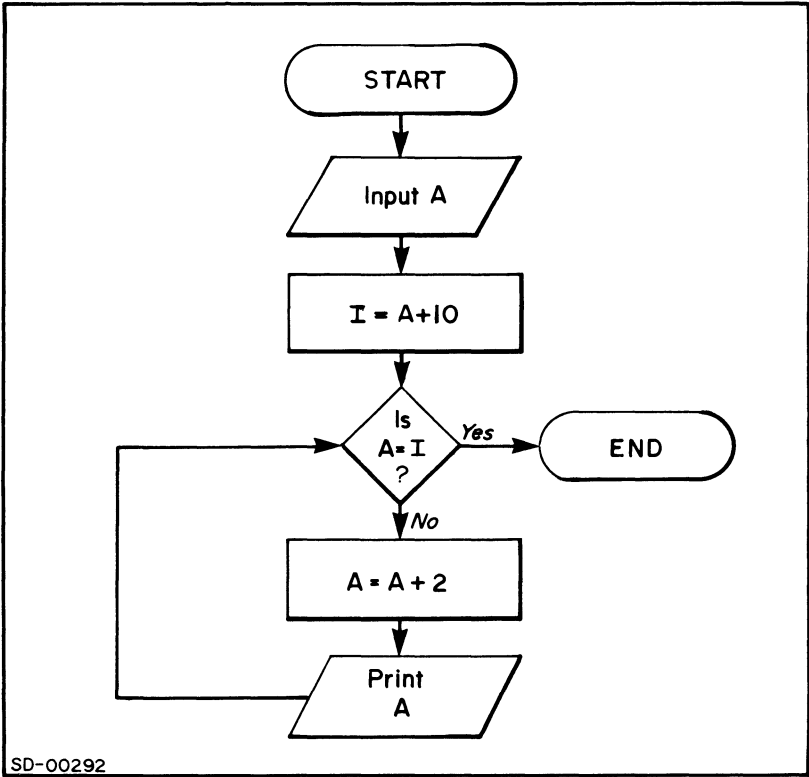 START
Input A
I = A+10
Is
A=I
?
Yes
END
No
A = A + 2
Print
A
SD-00292